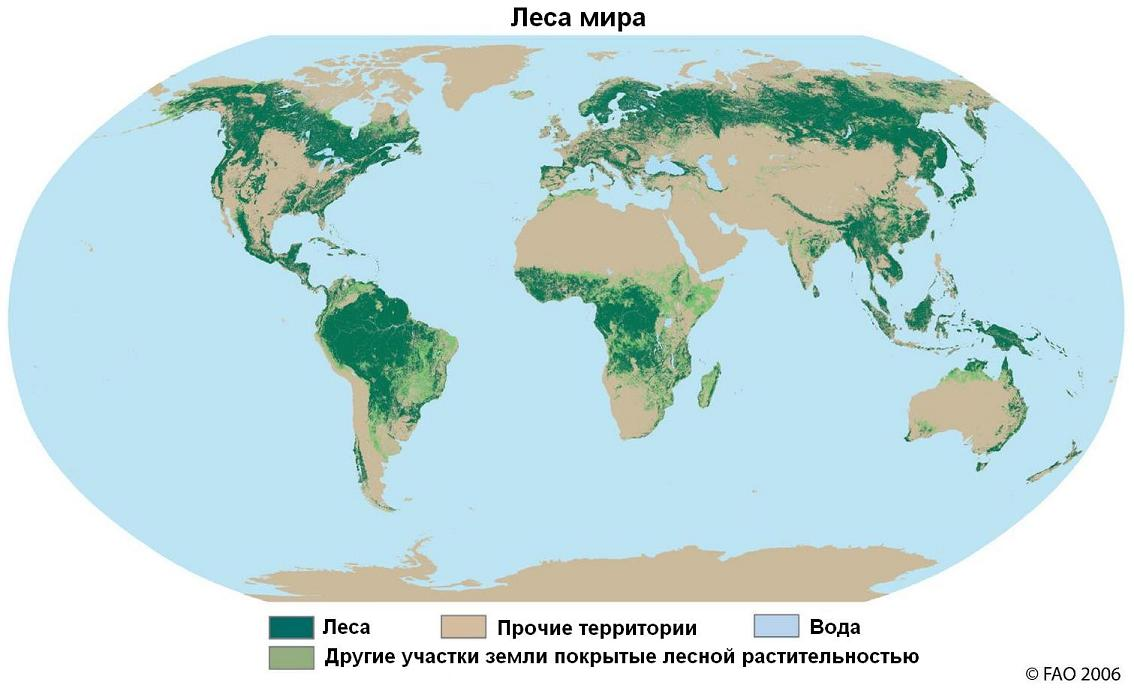 Леса мира
Леса
Прочие территории
Вода
Другие участки земли покрытые лесной растительностью
© FAO 2006